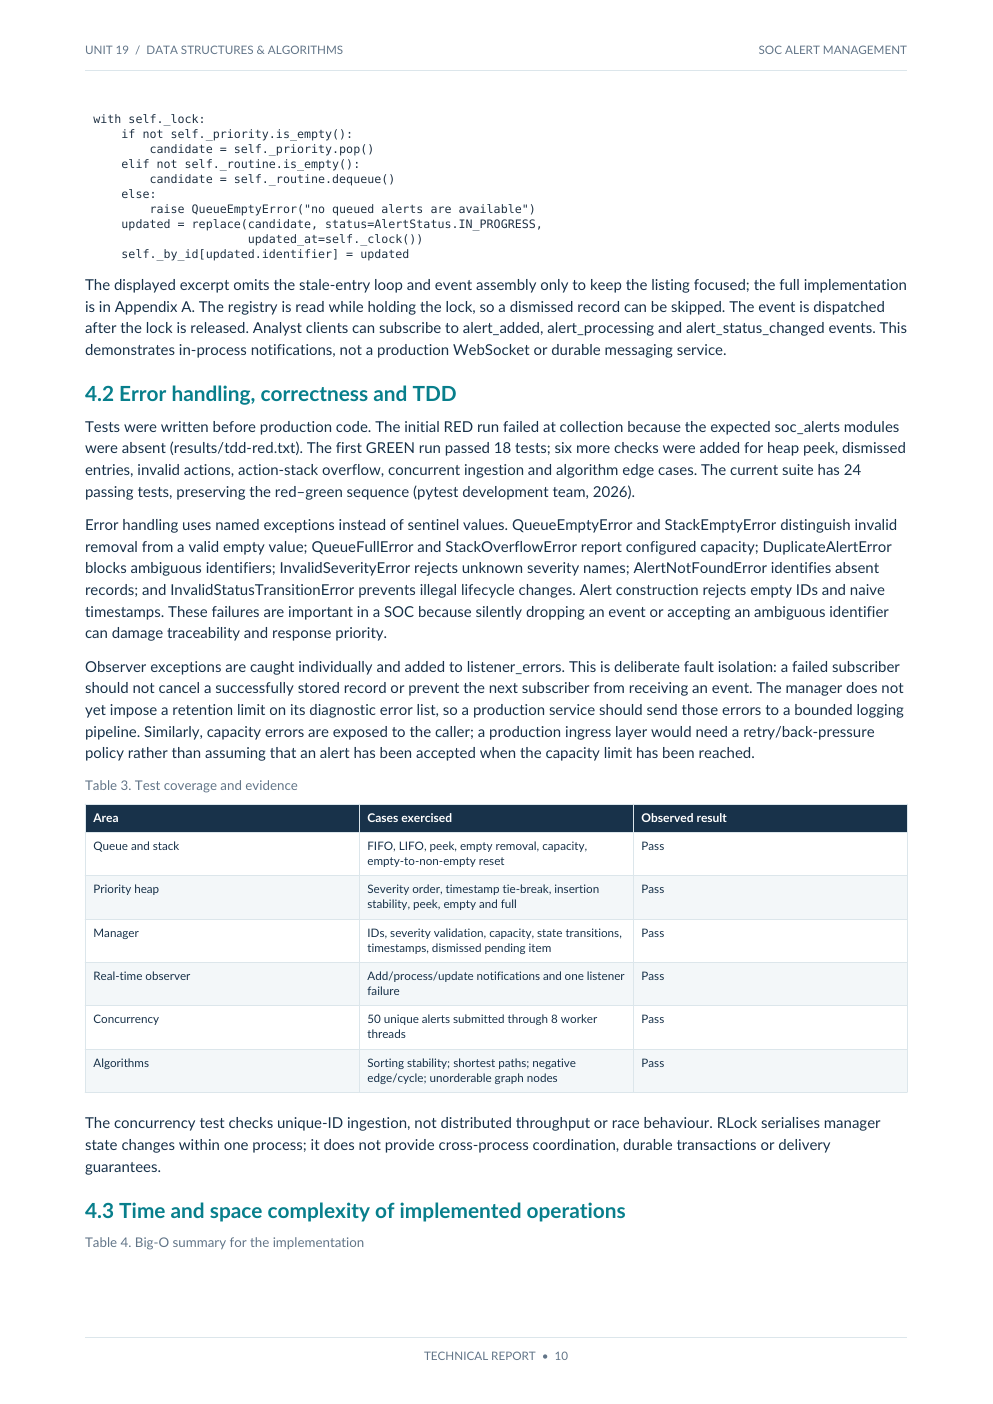 UNIT 19 / DATA STRUCTURES & ALGORITHMS
SOC ALERT MANAGEMENT
with self._lock:
    if not self._priority.is_empty():
        candidate = self._priority.pop()
    elif not self._routine.is_empty():
        candidate = self._routine.dequeue()
    else:
        raise QueueEmptyError("no queued alerts are available")
    updated = replace(candidate, status=AlertStatus.IN_PROGRESS,
                      updated_at=self._clock())
    self._by_id[updated.identifier] = updated
The displayed excerpt omits the stale-entry loop and event assembly only to keep the listing focused; the full implementation
is in Appendix A. The registry is read while holding the lock, so a dismissed record can be skipped. The event is dispatched
after the lock is released. Analyst clients can subscribe to alert_added, alert_processing and alert_status_changed events. This
demonstrates in-process notifications, not a production WebSocket or durable messaging service.
4.2 Error handling, correctness and TDD
Tests were written before production code. The initial RED run failed at collection because the expected soc_alerts modules
were absent (results/tdd-red.txt). The first GREEN run passed 18 tests; six more checks were added for heap peek, dismissed
entries, invalid actions, action-stack overflow, concurrent ingestion and algorithm edge cases. The current suite has 24
passing tests, preserving the red–green sequence (pytest development team, 2026).
Error handling uses named exceptions instead of sentinel values. QueueEmptyError and StackEmptyError distinguish invalid
removal from a valid empty value; QueueFullError and StackOverflowError report configured capacity; DuplicateAlertError
blocks ambiguous identifiers; InvalidSeverityError rejects unknown severity names; AlertNotFoundError identifies absent
records; and InvalidStatusTransitionError prevents illegal lifecycle changes. Alert construction rejects empty IDs and naive
timestamps. These failures are important in a SOC because silently dropping an event or accepting an ambiguous identifier
can damage traceability and response priority.
Observer exceptions are caught individually and added to listener_errors. This is deliberate fault isolation: a failed subscriber
should not cancel a successfully stored record or prevent the next subscriber from receiving an event. The manager does not
yet impose a retention limit on its diagnostic error list, so a production service should send those errors to a bounded logging
pipeline. Similarly, capacity errors are exposed to the caller; a production ingress layer would need a retry/back-pressure
policy rather than assuming that an alert has been accepted when the capacity limit has been reached.
Table 3. Test coverage and evidence
Area
Cases exercised
Observed result
Queue and stack
FIFO, LIFO, peek, empty removal, capacity,
empty-to-non-empty reset
Pass
Priority heap
Severity order, timestamp tie-break, insertion
stability, peek, empty and full
Pass
Manager
IDs, severity validation, capacity, state transitions,
timestamps, dismissed pending item
Pass
Real-time observer
Add/process/update notifications and one listener
failure
Pass
Concurrency
50 unique alerts submitted through 8 worker
threads
Pass
Algorithms
Sorting stability; shortest paths; negative
edge/cycle; unorderable graph nodes
Pass
The concurrency test checks unique-ID ingestion, not distributed throughput or race behaviour. RLock serialises manager
state changes within one process; it does not provide cross-process coordination, durable transactions or delivery
guarantees.
4.3 Time and space complexity of implemented operations
Table 4. Big-O summary for the implementation
TECHNICAL REPORT • 10